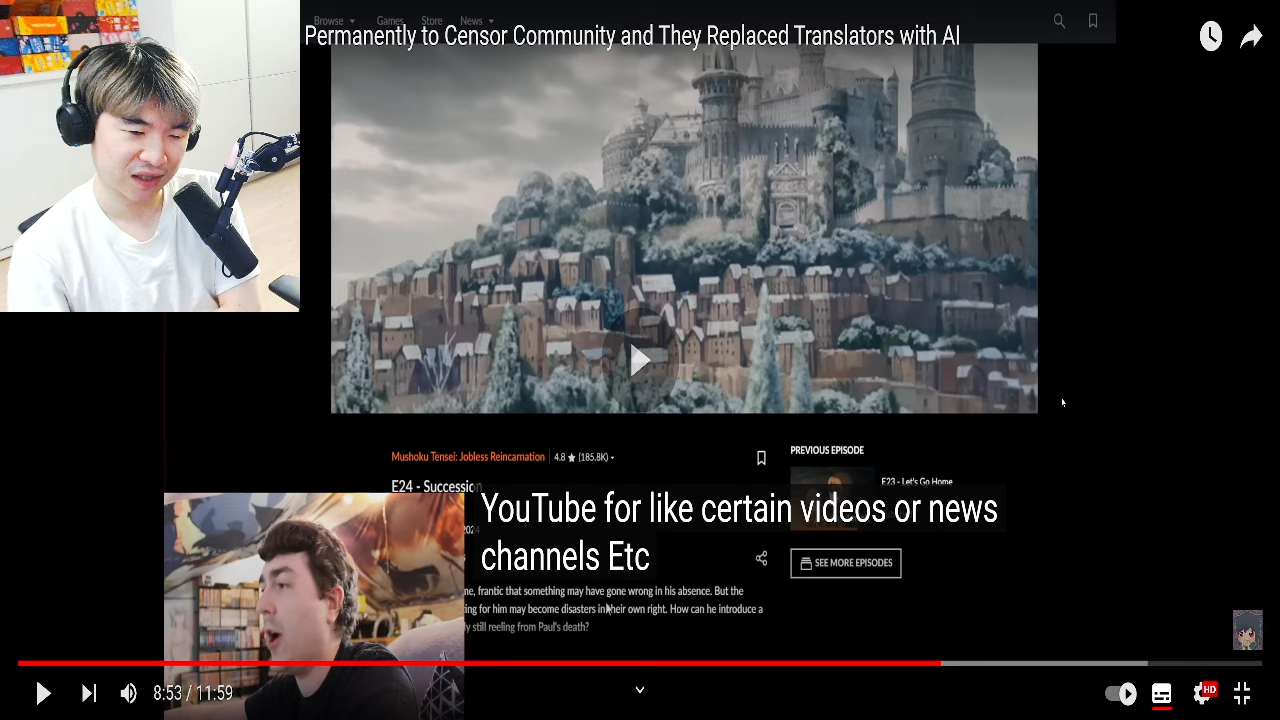 Browse
Games
Store
News
Permanently to Censor Community and They Replaced Translators with AI
Mushoku Tensei: Jobless Reincarnation
4.8 ★ (185.8K)
E24 - Succession
PREVIOUS EPISODE
E23 - Let's Go Home
YouTube for like certain videos or news
channels Etc
SEE MORE EPISODES
me, frantic that something may have gone wrong in his absence. But the
ing for him may become disasters in their own right. How can he introduce a
ly still reeling from Paul's death?
8:53 / 11:59
HD